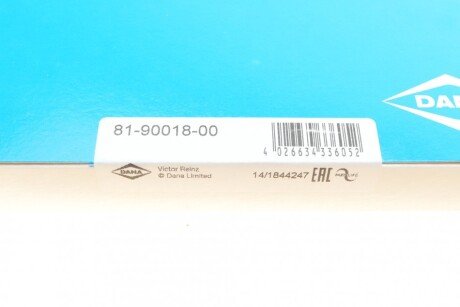 DANA
81-90018-00
4 026634 336052
DANA
Victor Reinz
© Dana Limited
14/1844247 EAC